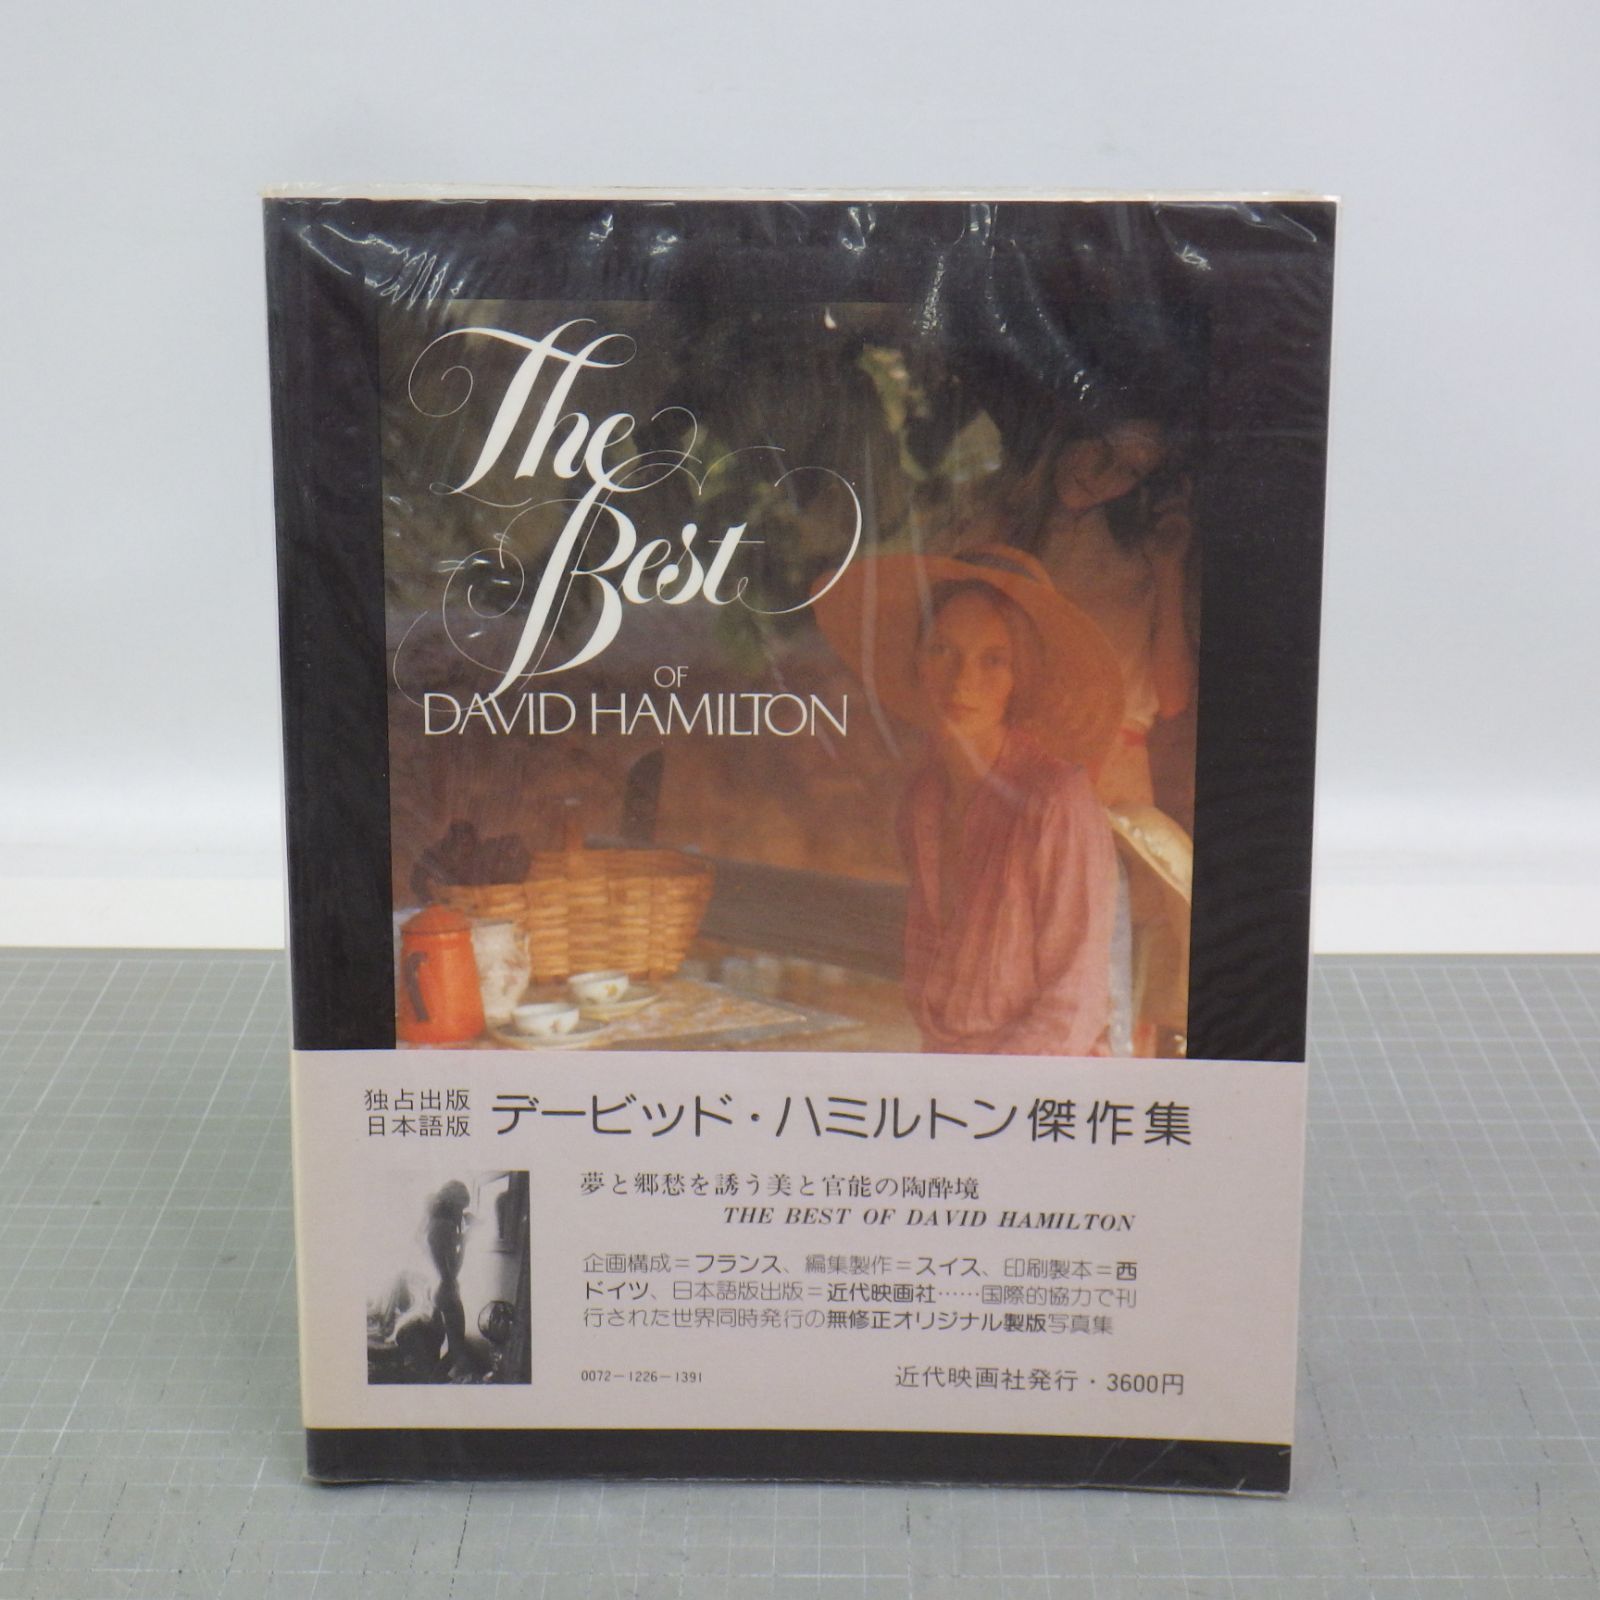 The
Best
OF
DAVID HAMILTON
独占出版
日本語版
デービッド・ハミルトン傑作集
夢と郷愁を誘う美と官能の陶酔境
THE BEST OF DAVID HAMILTON
企画構成＝フランス、編集製作＝スイス、印刷製本＝西
ドイツ、日本語版出版＝近代映画社……国際的協力で刊
行された世界同時発行の無修正オリジナル製版写真集
0072－1226－1391
近代映画社発行・3600円